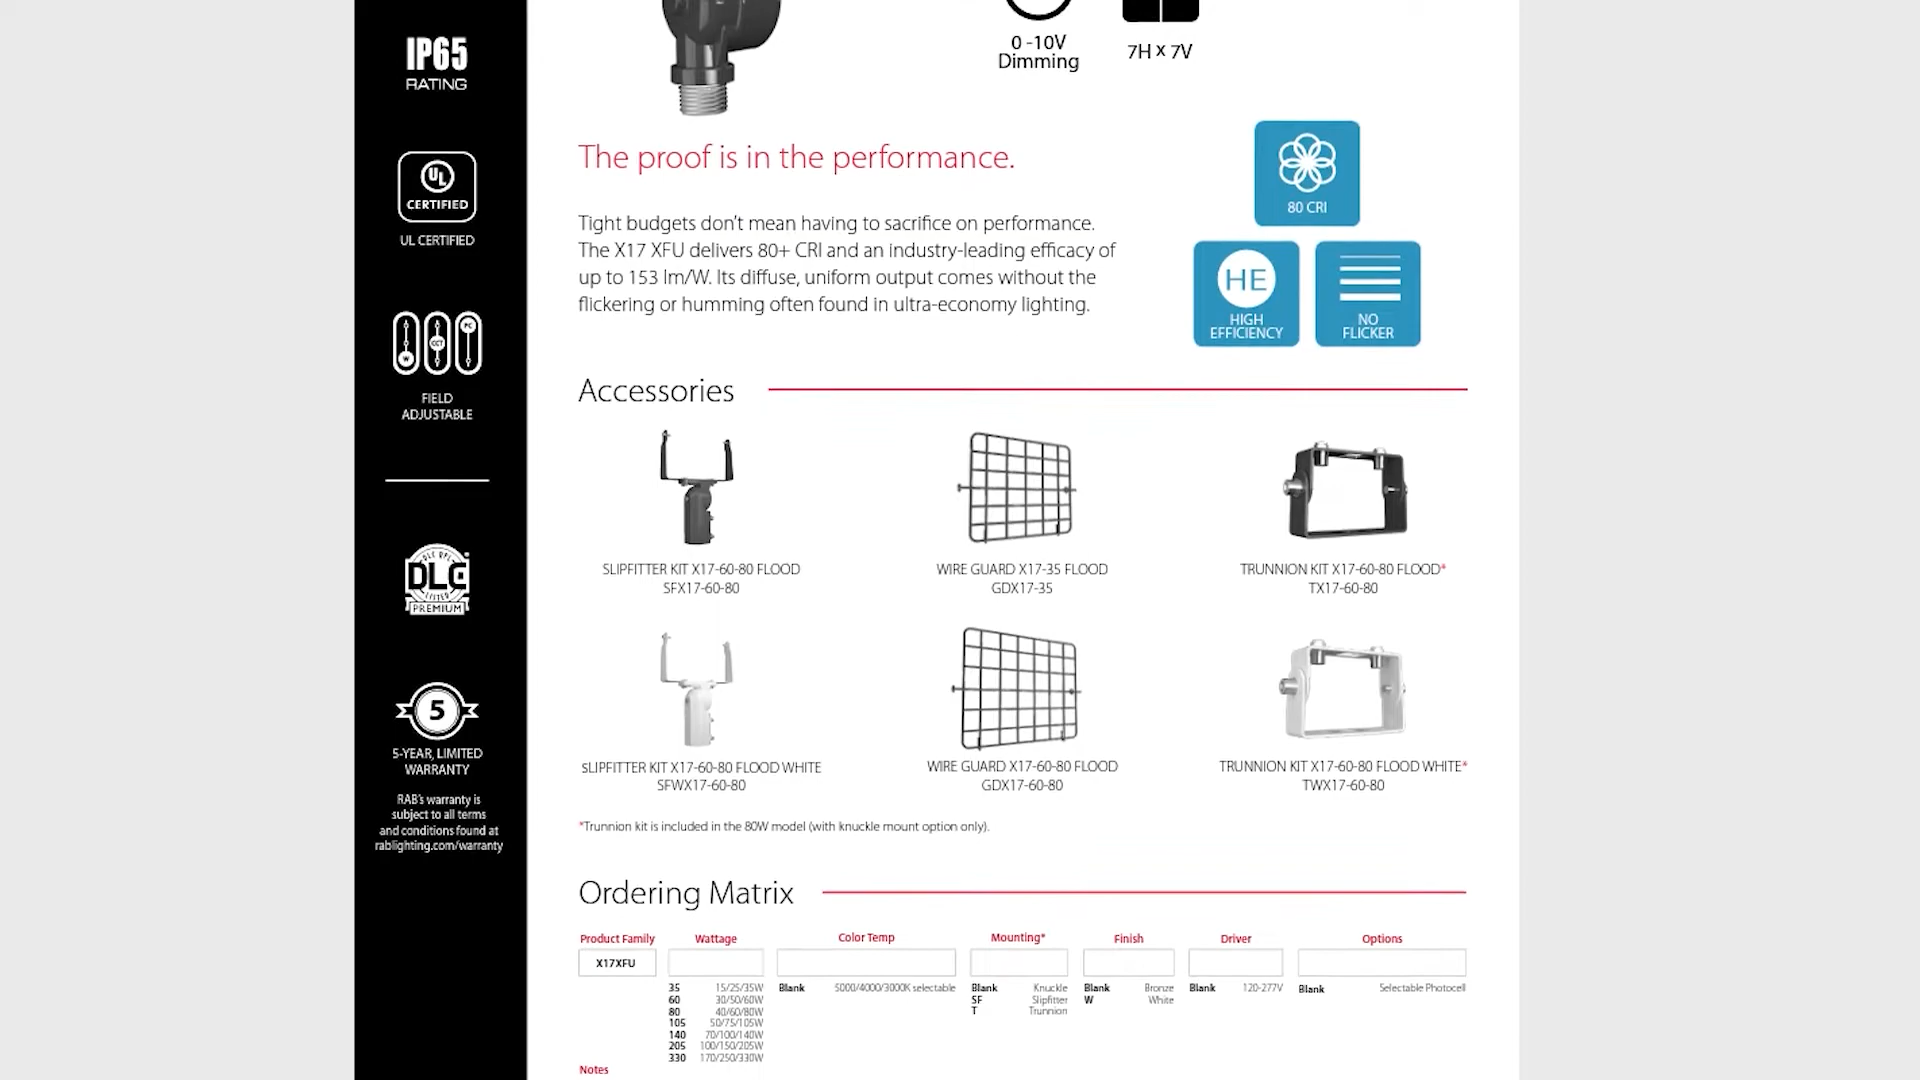 IP65
RATING
UL
CERTIFIED
UL CERTIFIED
W CCT PC
FIELD
ADJUSTABLE
DLC QPL
DLC
LISTED
PREMIUM
5
5-YEAR, LIMITED
WARRANTY
RAB's warranty is
subject to all terms
and conditions found at
rablighting.com/warranty
0 -10V
Dimming
7H x 7V
The proof is in the performance.
Tight budgets don't mean having to sacrifice on performance.
The X17 XFU delivers 80+ CRI and an industry-leading efficacy of
up to 153 lm/W. Its diffuse, uniform output comes without the
flickering or humming often found in ultra-economy lighting.
80 CRI
HE
HIGH
EFFICIENCY
NO
FLICKER
Accessories
SLIPFITTER KIT X17-60-80 FLOOD
SFX17-60-80
WIRE GUARD X17-35 FLOOD
GDX17-35
TRUNNION KIT X17-60-80 FLOOD*
TX17-60-80
sLIPFITTER KIT X17-60-80 FLOOD WHITE
SFWX17-60-80
WIRE GUARD X17-60-80 FLOOD
GDX17-60-80
TRUNNION KIT X17-60-80 FLOOD WHITE*
TWX17-60-80
*Trunnion kit is included in the 80W model (with knuckle mount option only).
Ordering Matrix
Product Family Wattage Color Temp Mounting* Finish Driver Options
X17XFU
35 15/25/35W Blank 5000/4000/3000K selectable Blank Knuckle Blank Bronze Blank 120-277V Blank Selectable Photocell
60 30/50/60W SF Slipfitter W White
80 40/60/80W T Trunnion
105 50/75/105W
140 70/100/140W
205 100/150/205W
330 170/250/330W
Notes